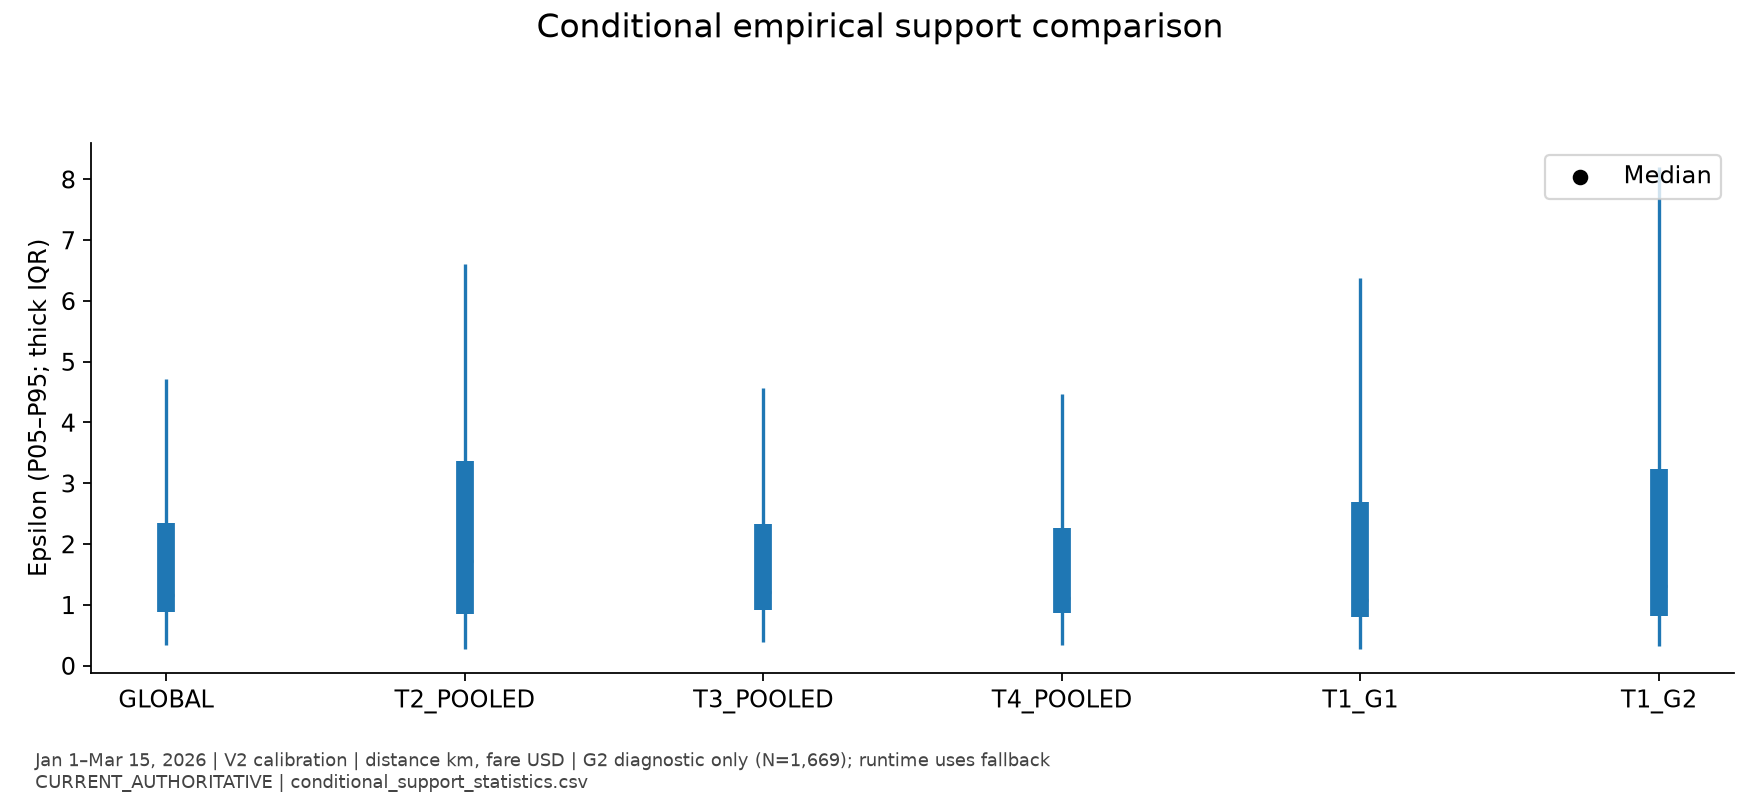 Conditional empirical support comparison
Median
Epsilon (P05–P95; thick IQR)
8
7
6
5
4
3
2
1
0
GLOBAL T2_POOLED T3_POOLED T4_POOLED T1_G1 T1_G2
Jan 1–Mar 15, 2026 | V2 calibration | distance km, fare USD | G2 diagnostic only (N=1,669); runtime uses fallback
CURRENT_AUTHORITATIVE | conditional_support_statistics.csv